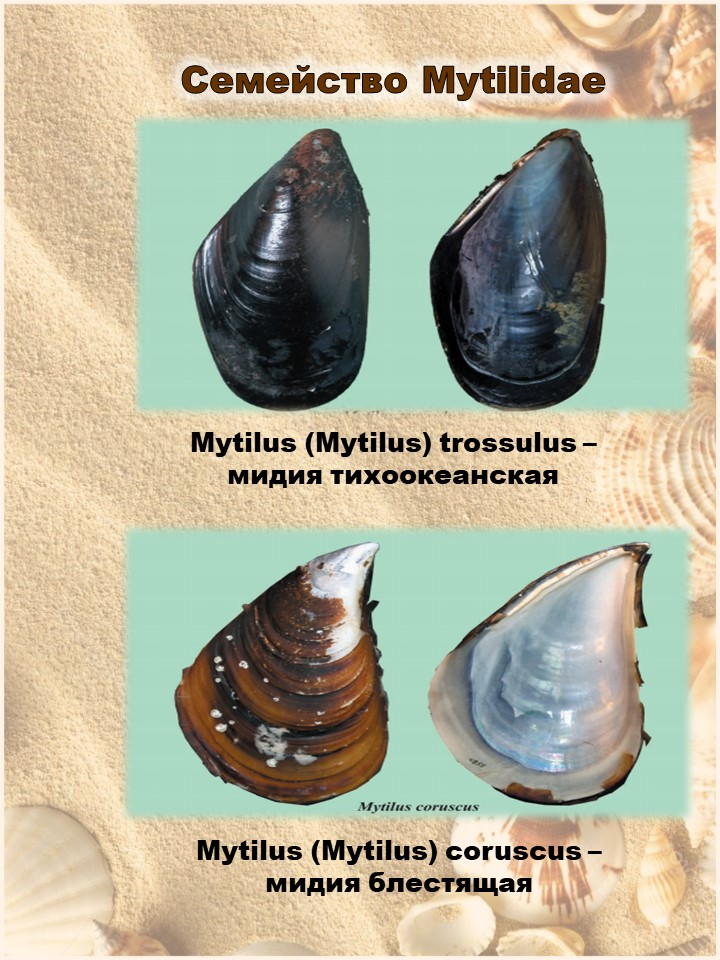 Семейство Mytilidae
Mytilus (Mytilus) trossulus –
мидия тихоокеанская
Mytilus coruscus
Mytilus (Mytilus) coruscus –
мидия блестящая